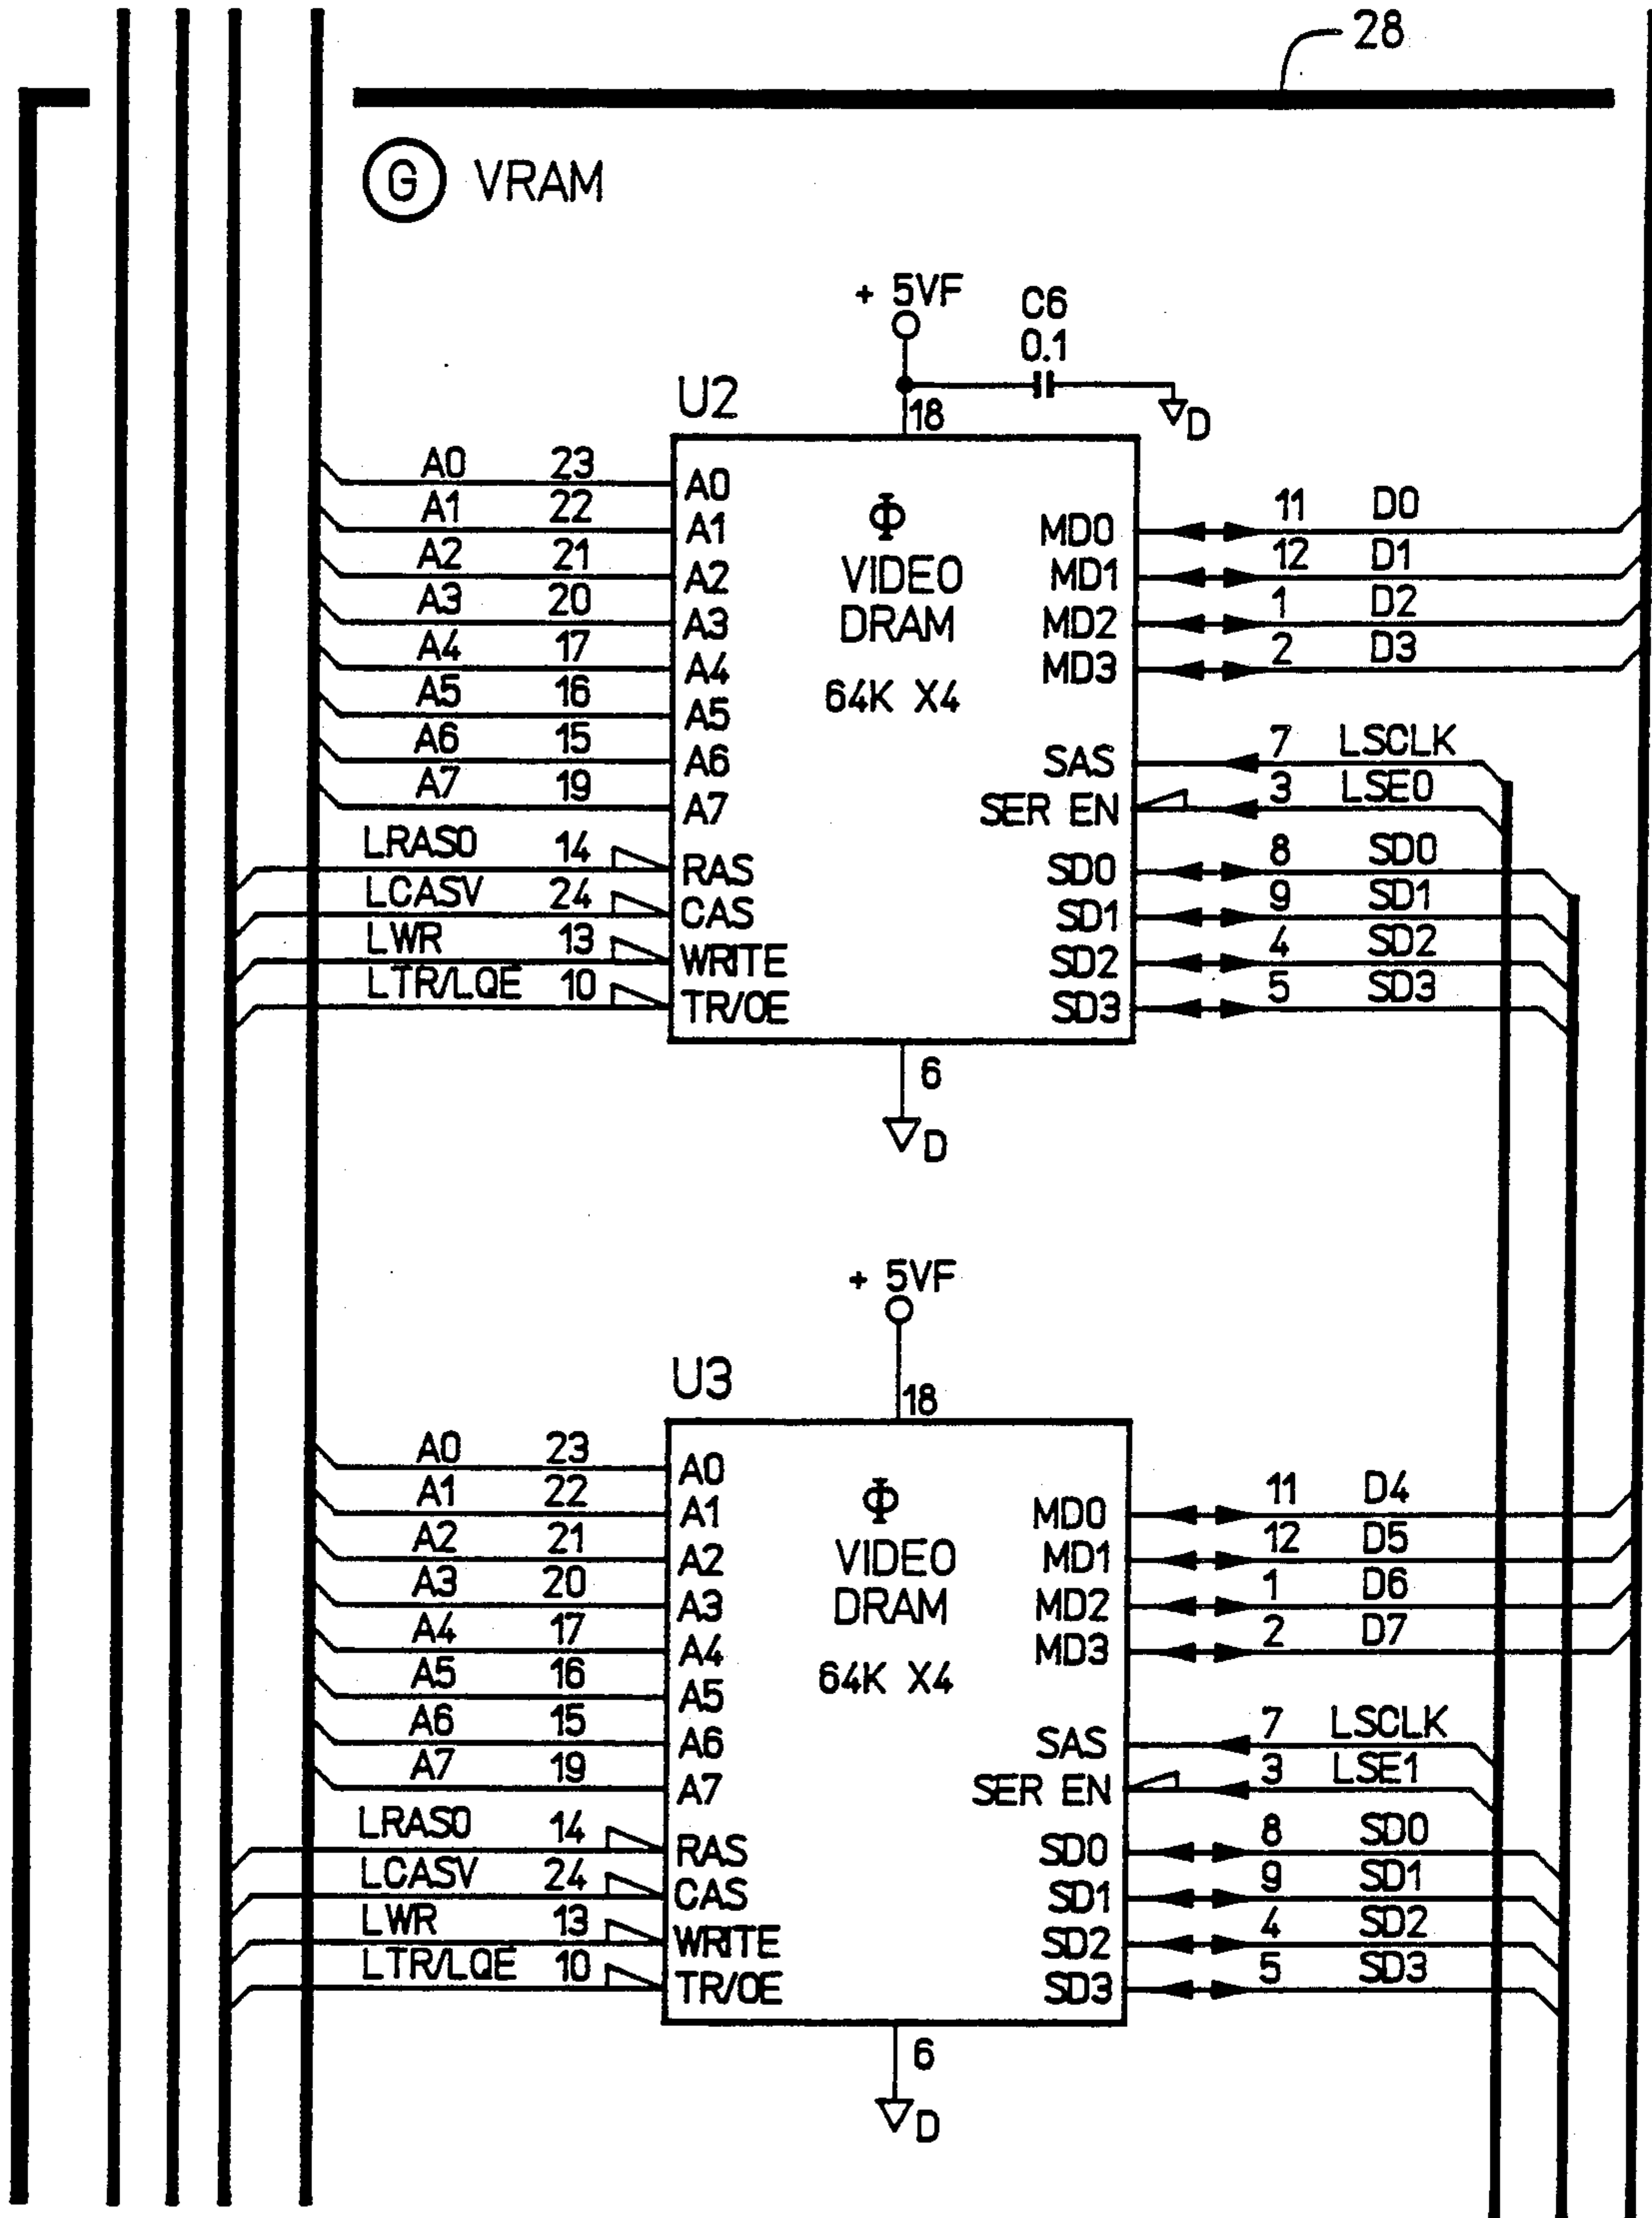 28
G VRAM
+ 5VF
C6
0.1
U2
18
D
A0 23 A0
A1 22 A1
A2 21 A2
A3 20 A3
A4 17 A4
A5 16 A5
A6 15 A6
A7 19 A7
LRAS0 14 RAS
LCASV 24 CAS
LWR 13 WRITE
LTR/LOE 10 TR/OE
Φ
VIDEO
DRAM
64K X4
MD0 11 D0
MD1 12 D1
MD2 1 D2
MD3 2 D3
SAS 7 LSCLK
SER EN 3 LSE0
SD0 8 SD0
SD1 9 SD1
SD2 4 SD2
SD3 5 SD3
6
D
+ 5VF
U3
18
A0 23 A0
A1 22 A1
A2 21 A2
A3 20 A3
A4 17 A4
A5 16 A5
A6 15 A6
A7 19 A7
LRAS0 14 RAS
LCASV 24 CAS
LWR 13 WRITE
LTR/LOE 10 TR/OE
Φ
VIDEO
DRAM
64K X4
MD0 11 D4
MD1 12 D5
MD2 1 D6
MD3 2 D7
SAS 7 LSCLK
SER EN 3 LSE1
SD0 8 SD0
SD1 9 SD1
SD2 4 SD2
SD3 5 SD3
6
D